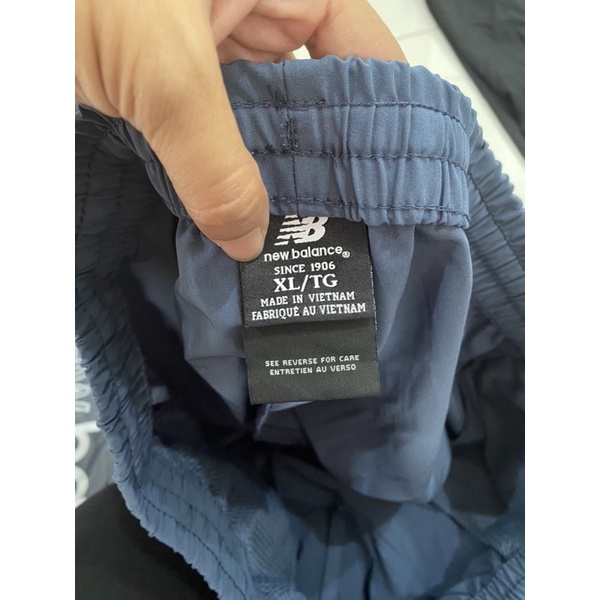 NB
new balance®
SINCE 1906
XL/TG
MADE IN VIETNAM
FABRIQUÉ AU VIETNAM
SEE REVERSE FOR CARE
ENTRETIEN AU VERSO